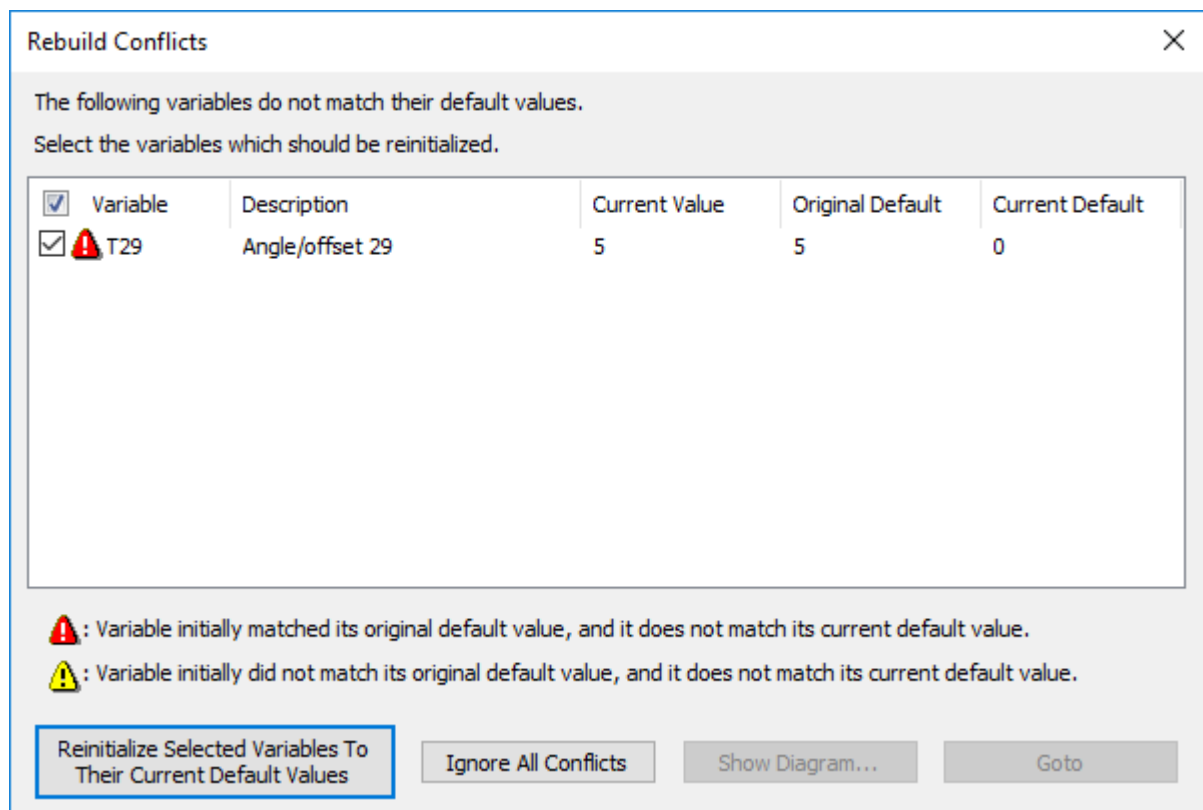 Rebuild Conflicts
The following variables do not match their default values.
Select the variables which should be reinitialized.
Variable Description Current Value Original Default Current Default
T29 Angle/offset 29 5 5 0
: Variable initially matched its original default value, and it does not match its current default value.
: Variable initially did not match its original default value, and it does not match its current default value.
Reinitialize Selected Variables To
Their Current Default Values
Ignore All Conflicts Show Diagram... Goto